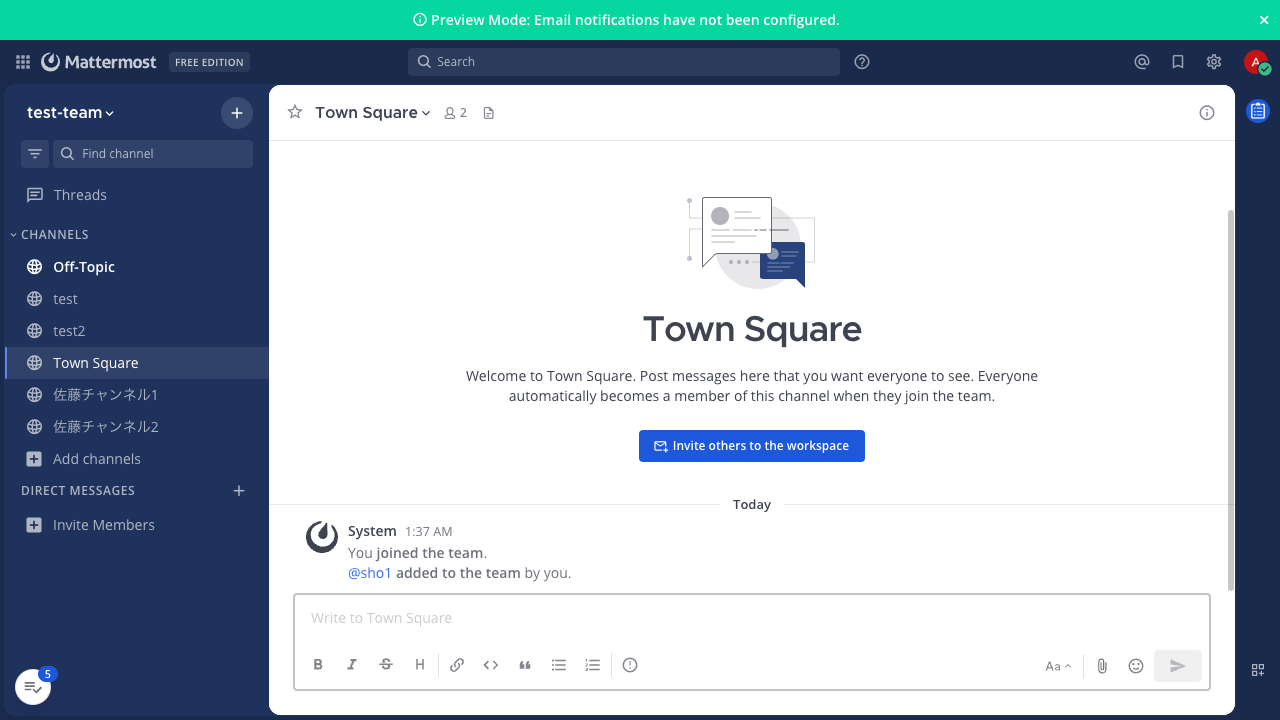 Preview Mode: Email notifications have not been configured.
Mattermost
FREE EDITION
Search
A
test-team
Find channel
Threads
CHANNELS
Off-Topic
test
test2
Town Square
佐藤チャンネル1
佐藤チャンネル2
Add channels
DIRECT MESSAGES
Invite Members
5
Town Square
2
Town Square
Welcome to Town Square. Post messages here that you want everyone to see. Everyone
automatically becomes a member of this channel when they join the team.
Invite others to the workspace
Today
System 1:37 AM
You joined the team.
@sho1 added to the team by you.
Write to Town Square
B I S H
Aa